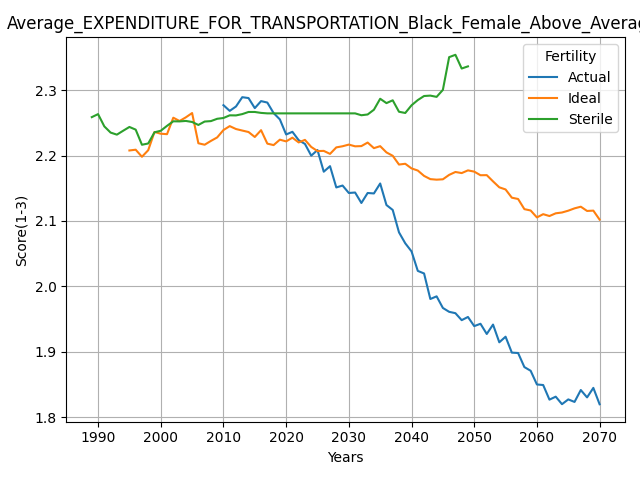 Average_EXPENDITURE_FOR_TRANSPORTATION_Black_Female_Above_Averag
Fertility
Actual
Ideal
Sterile
Score(1-3)
2.3
2.2
2.1
2.0
1.9
1.8
1990 2000 2010 2020 2030 2040 2050 2060 2070
Years